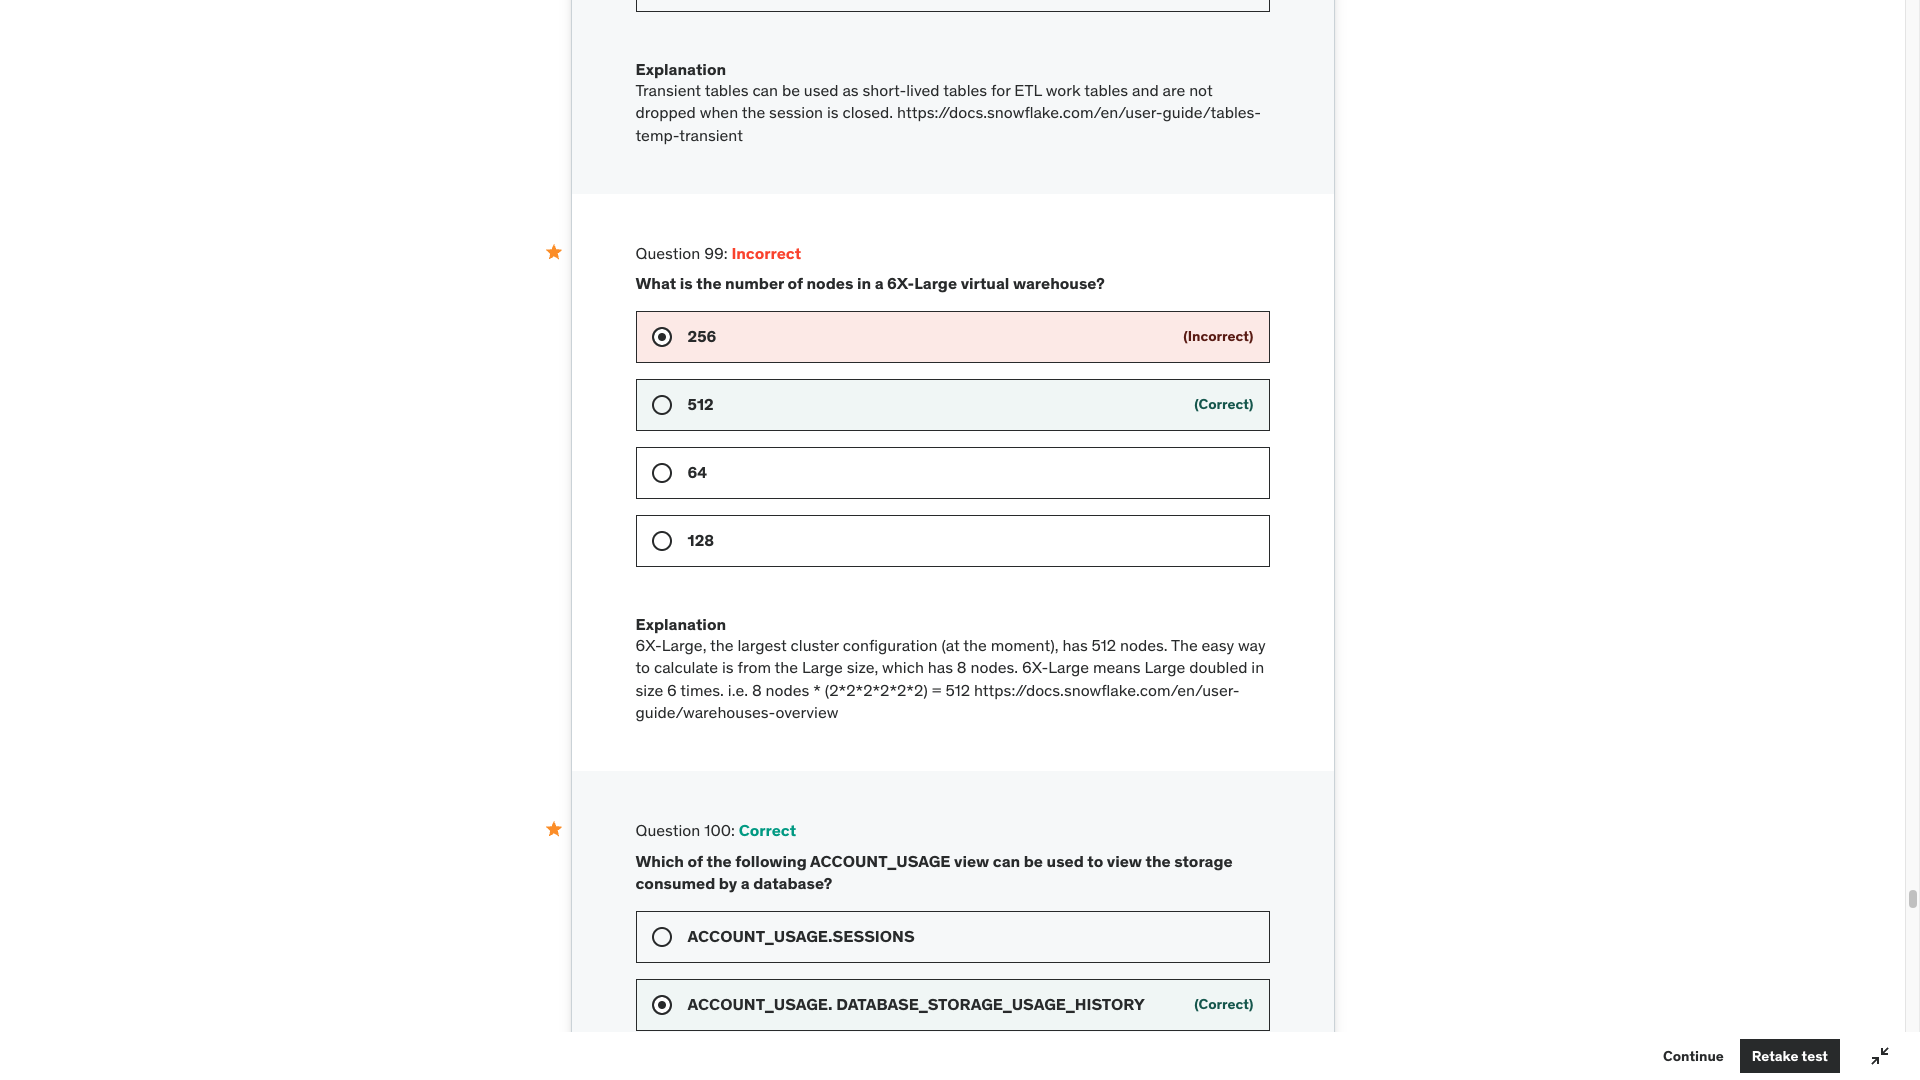 Explanation
Transient tables can be used as short-lived tables for ETL work tables and are not
dropped when the session is closed. https://docs.snowflake.com/en/user-guide/tables-
temp-transient
Question 99: Incorrect
What is the number of nodes in a 6X-Large virtual warehouse?
256 (Incorrect)
512 (Correct)
64
128
Explanation
6X-Large, the largest cluster configuration (at the moment), has 512 nodes. The easy way
to calculate is from the Large size, which has 8 nodes. 6X-Large means Large doubled in
size 6 times. i.e. 8 nodes * (2*2*2*2*2*2) = 512 https://docs.snowflake.com/en/user-
guide/warehouses-overview
Question 100: Correct
Which of the following ACCOUNT_USAGE view can be used to view the storage
consumed by a database?
ACCOUNT_USAGE.SESSIONS
ACCOUNT_USAGE. DATABASE_STORAGE_USAGE_HISTORY (Correct)
Continue Retake test